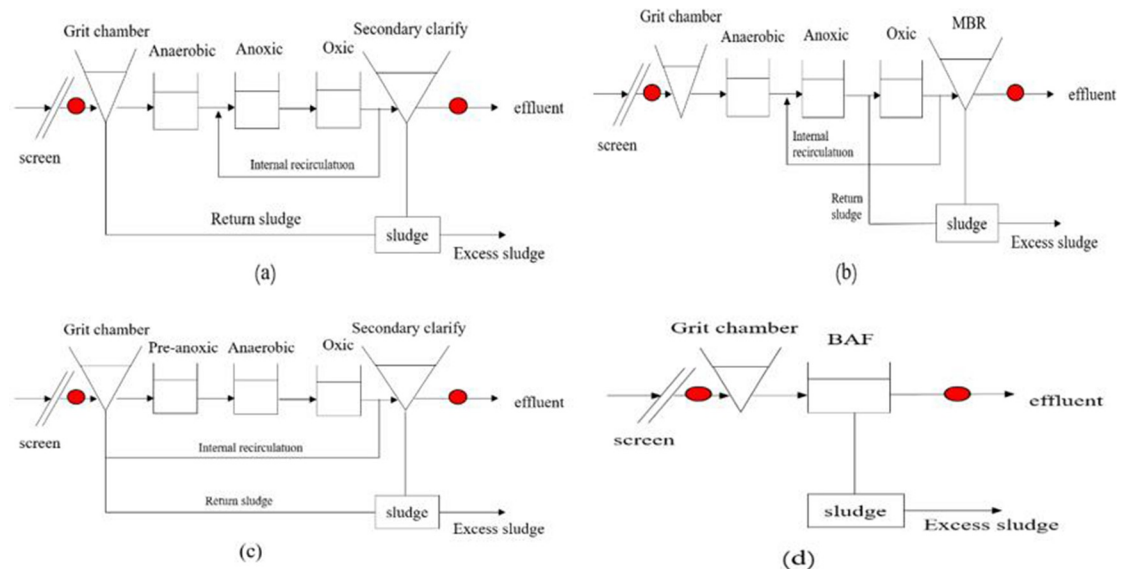 Grit chamber
Secondary clarify
Anaerobic
Anoxic
Oxic
effluent
screen
Internal recirculatuon
Return sludge
sludge
Excess sludge
(a)
Grit chamber
MBR
Anaerobic
Anoxic
Oxic
effluent
screen
Internal
recirculatuon
Return
sludge
sludge
Excess sludge
(b)
Grit chamber
Secondary clarify
Pre-anoxic
Anaerobic
Oxic
effluent
screen
Internal recirculatuon
Return sludge
sludge
Excess sludge
(c)
Grit chamber
BAF
effluent
screen
sludge
Excess sludge
(d)